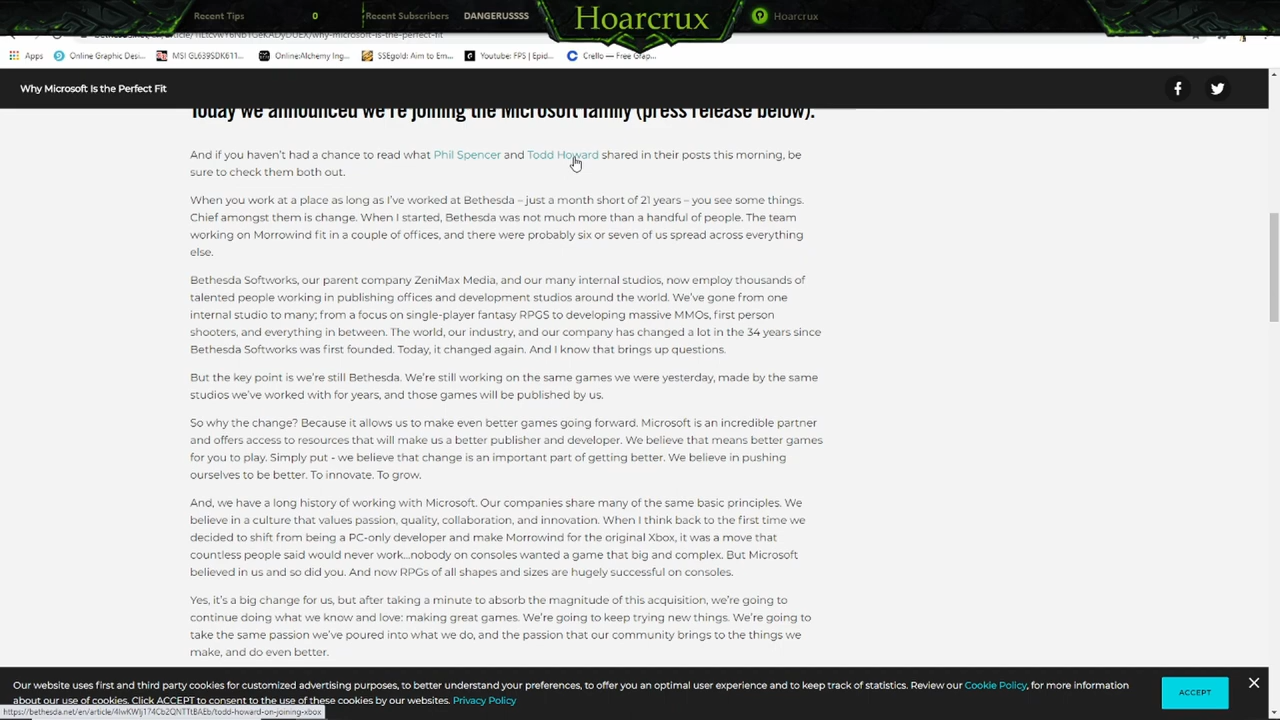 Recent Tips 0 Recent Subscribers DANGERUSSSS Hoarcrux Hoarcrux
Apps Online Graphic Desi... MSI GL639SDK611... Online:Alchemy Ing... SSEgold: Aim to Em... Youtube: FPS | Epid... Crello — Free Grap...
Why Microsoft Is the Perfect Fit
Today we announced we're joining the Microsoft family (press release below).
And if you haven't had a chance to read what Phil Spencer and Todd Howard shared in their posts this morning, be
sure to check them both out.
When you work at a place as long as I've worked at Bethesda – just a month short of 21 years – you see some things.
Chief amongst them is change. When I started, Bethesda was not much more than a handful of people. The team
working on Morrowind fit in a couple of offices, and there were probably six or seven of us spread across everything
else.
Bethesda Softworks, our parent company ZeniMax Media, and our many internal studios, now employ thousands of
talented people working in publishing offices and development studios around the world. We've gone from one
internal studio to many; from a focus on single-player fantasy RPGS to developing massive MMOs, first person
shooters, and everything in between. The world, our industry, and our company has changed a lot in the 34 years since
Bethesda Softworks was first founded. Today, it changed again. And I know that brings up questions.
But the key point is we're still Bethesda. We're still working on the same games we were yesterday, made by the same
studios we've worked with for years, and those games will be published by us.
So why the change? Because it allows us to make even better games going forward. Microsoft is an incredible partner
and offers access to resources that will make us a better publisher and developer. We believe that means better games
for you to play. Simply put - we believe that change is an important part of getting better. We believe in pushing
ourselves to be better. To innovate. To grow.
And, we have a long history of working with Microsoft. Our companies share many of the same basic principles. We
believe in a culture that values passion, quality, collaboration, and innovation. When I think back to the first time we
decided to shift from being a PC-only developer and make Morrowind for the original Xbox, it was a move that
countless people said would never work...nobody on consoles wanted a game that big and complex. But Microsoft
believed in us and so did you. And now RPGs of all shapes and sizes are hugely successful on consoles.
Yes, it's a big change for us, but after taking a minute to absorb the magnitude of this acquisition, we're going to
continue doing what we know and love: making great games. We're going to keep trying new things. We're going to
take the same passion we've poured into what we do, and the passion that our community brings to the things we
make, and do even better.
Our website uses first and third party cookies for customized advertising purposes, to better understand your preferences, to offer you an optimal user experience and to keep track of statistics. Review our Cookie Policy, for more information
about our use of cookies. Click ACCEPT to consent to the use of these cookies by our websites. Privacy Policy
ACCEPT